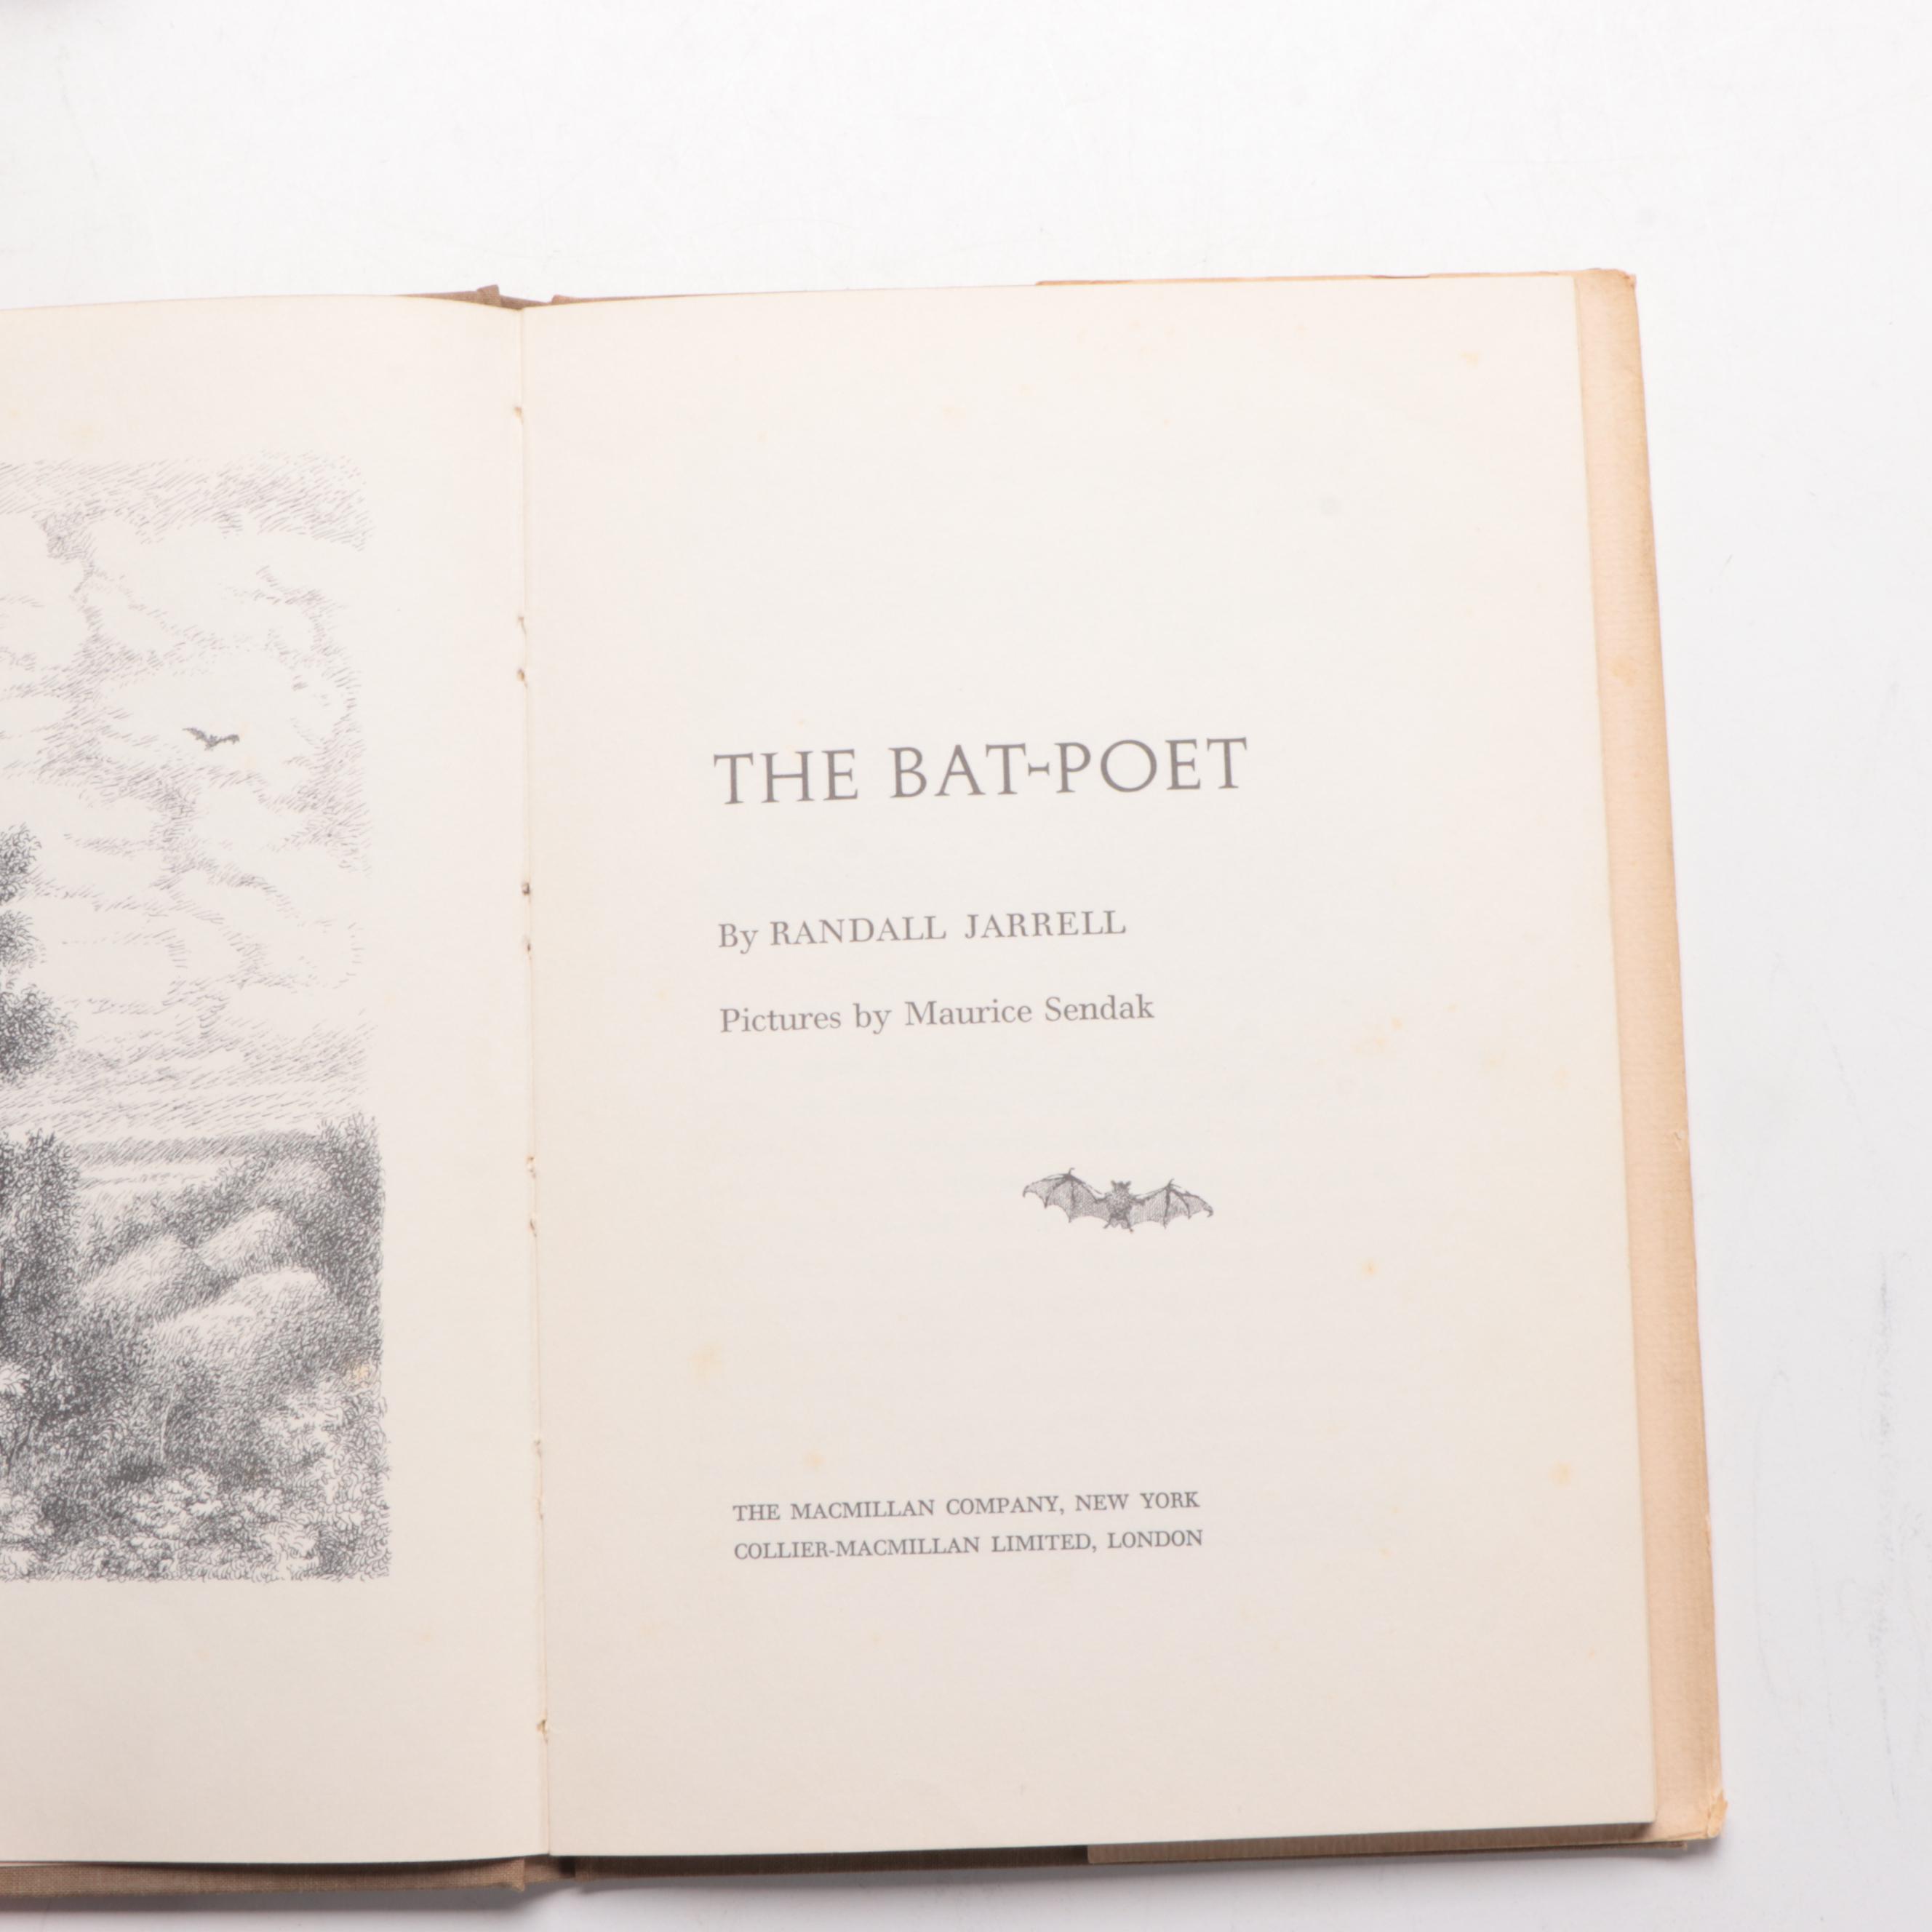 THE BAT-POET
By RANDALL JARRELL
Pictures by Maurice Sendak
THE MACMILLAN COMPANY, NEW YORK
COLLIER-MACMILLAN LIMITED, LONDON